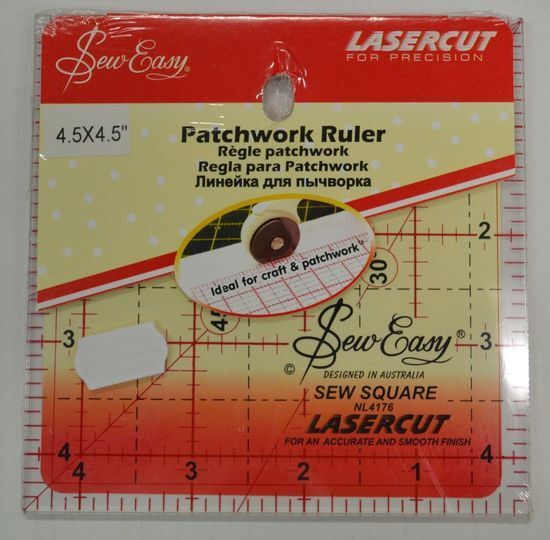 Sew Easy®
LASERCUT
FOR PRECISION
4.5X4.5"
Patchwork Ruler
Règle patchwork
Regla para Patchwork
Линейка для пычворка
Ideal for craft & patchwork
2
30
45
3
3
Sew Easy®
©
DESIGNED IN AUSTRALIA
SEW SQUARE
NL4176
LASERCUT
FOR AN ACCURATE AND SMOOTH FINISH
4
4
4
3
2
1